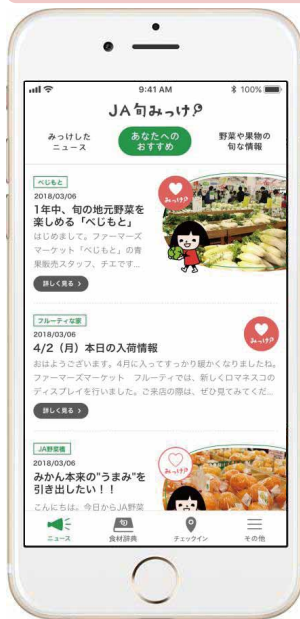 9:41 AM
100%
JA旬みっけ
みっけした
ニュース
あなたへの
おすすめ
野菜や果物の
旬な情報
べじもと
2018/03/06
1年中、旬の地元野菜を
楽しめる「べじもと」
はじめまして。ファーマーズ
マーケット「べじもと」の青
果販売スタッフ、チエです...
詳しく見る >
みっけ
フルーティな家
2018/03/06
4/2（月）本日の入荷情報
おはようございます。4月に入ってすっかり暖かくなりましたね。
ファーマーズマーケット フルーティでは、新しくロマネスコの
ディスプレイを行いました。ご来店の際は、ぜひ見てみてくだ...
詳しく見る >
みっけ
JA野菜檀
2018/03/06
みかん本来の"うまみ"を
引き出したい！！
こんにちは。今日からJA野菜
みっけ
ニュース
旬
食材辞典
チェックイン
その他